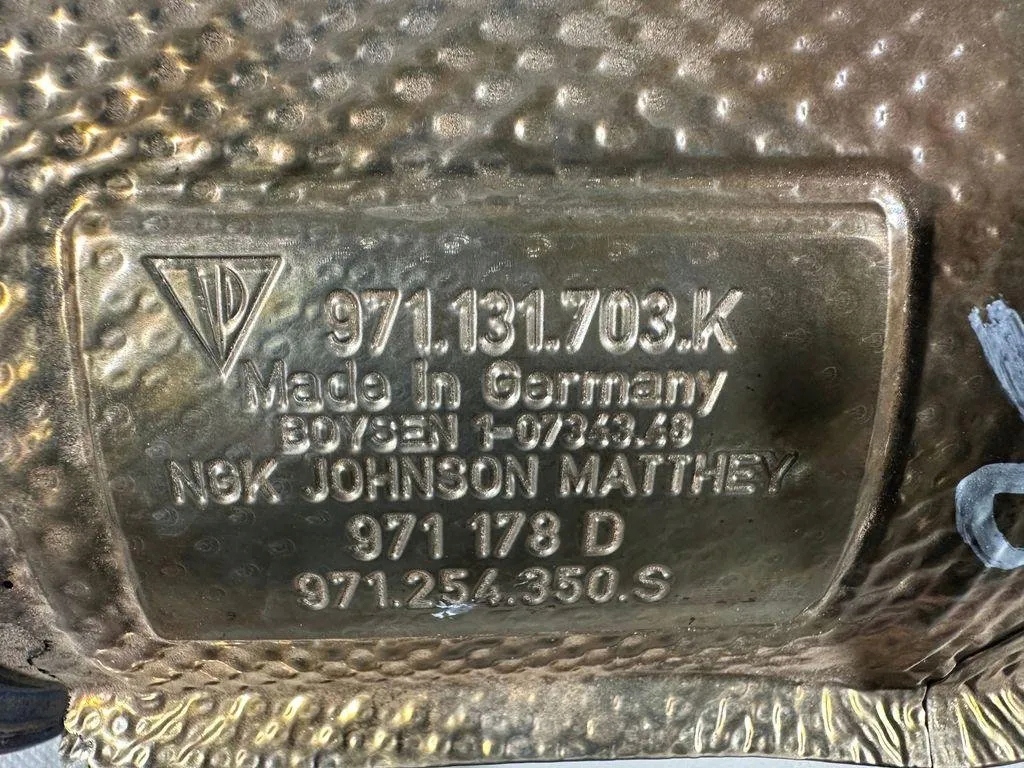 971.131.703.K
Made In Germany
BOYSEN 1-07343.48
NGK JOHNSON MATTHEY
971 178 D
971.254.350.S